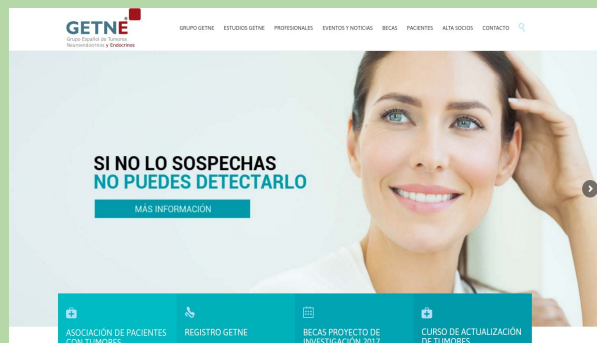 GETNE
Grupo Español de Tumores
Neuroendocrinos y Endocrinos
GRUPO GETNE ESTUDIOS GETNE PROFESIONALES EVENTOS Y NOTICIAS BECAS PACIENTES ALTA SOCIOS CONTACTO
SI NO LO SOSPECHAS
NO PUEDES DETECTARLO
MÁS INFORMACIÓN
ASOCIACIÓN DE PACIENTES
CON TUMORES
REGISTRO GETNE
BECAS PROYECTO DE
INVESTIGACIÓN 2017
CURSO DE ACTUALIZACIÓN
DE TUMORES